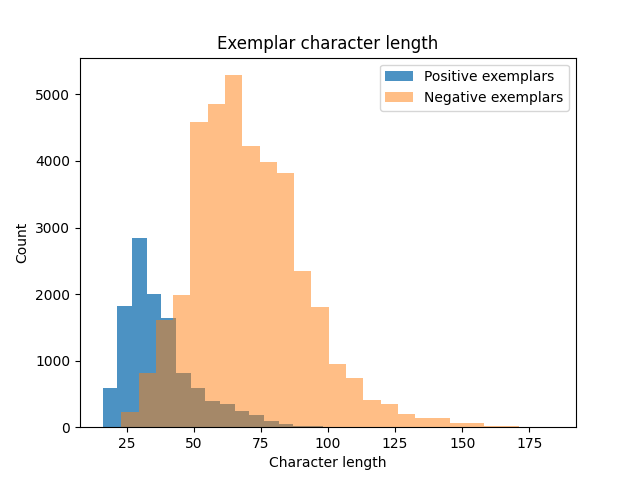 Exemplar character length
Positive exemplars
Negative exemplars
5000
4000
3000
2000
1000
0
Count
25 50 75 100 125 150 175
Character length